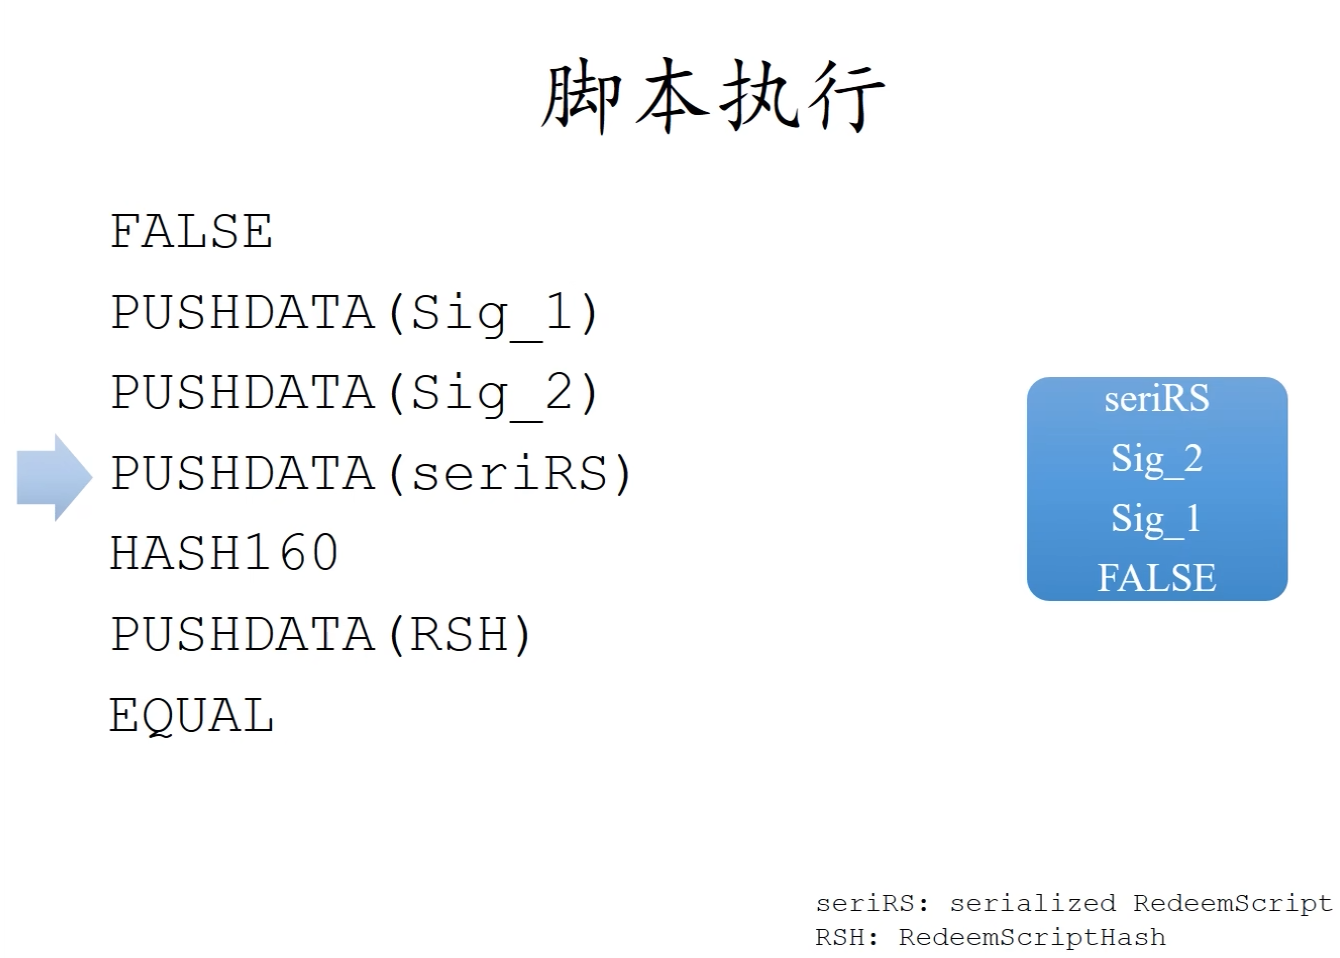 脚本执行
FALSE
PUSHDATA(Sig_1)
PUSHDATA(Sig_2)
PUSHDATA(seriRS)
HASH160
PUSHDATA(RSH)
EQUAL
seriRS
Sig_2
Sig_1
FALSE
seriRS: serialized RedeemScript
RSH: RedeemScriptHash